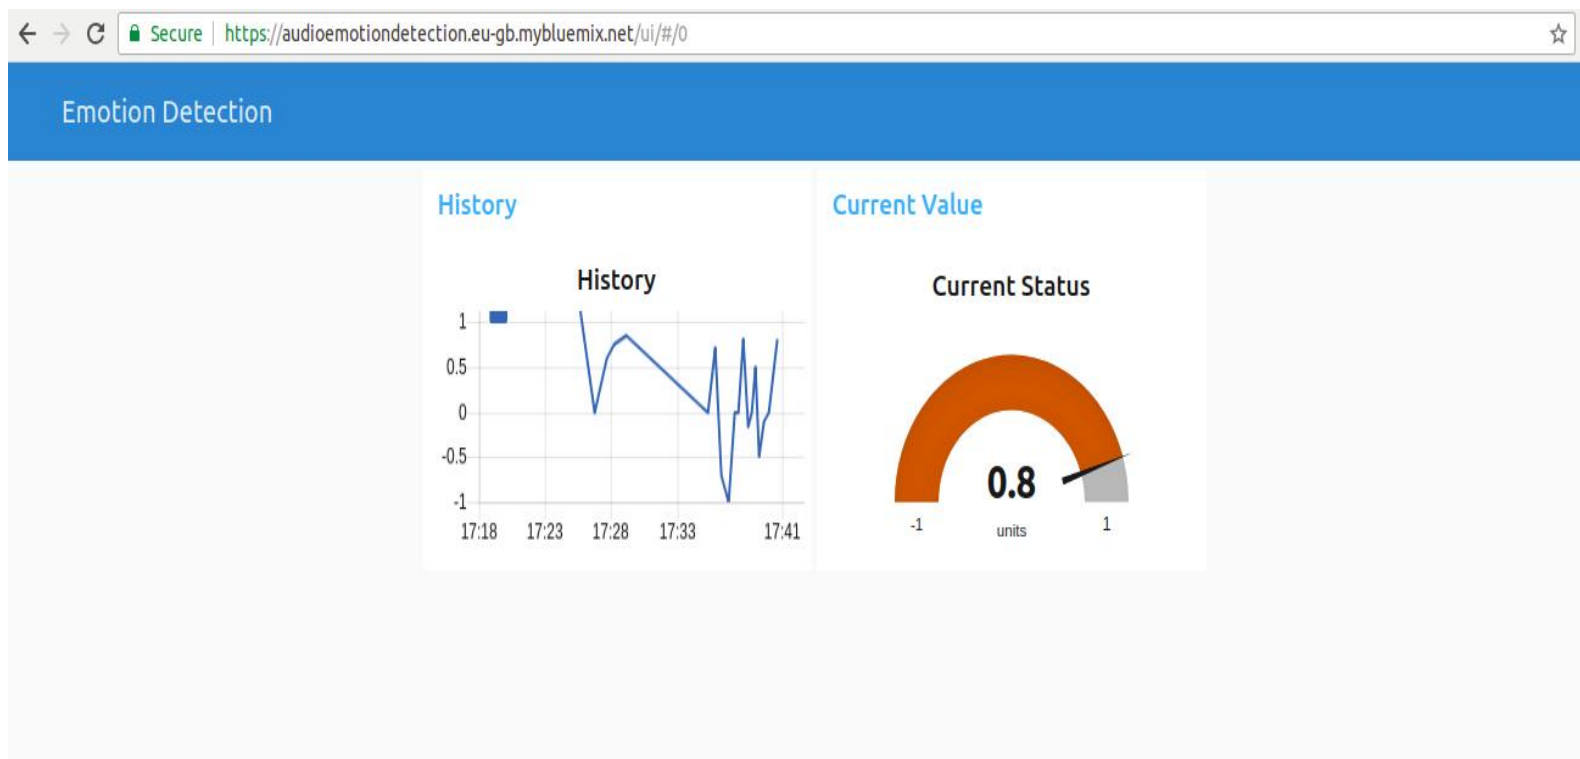 Secure | https://audioemotiondetection.eu-gb.mybluemix.net/ui/#/0
Emotion Detection
History
History
1
0.5
0
-0.5
-1
17:18 17:23 17:28 17:33 17:41
Current Value
Current Status
0.8
-1 units 1